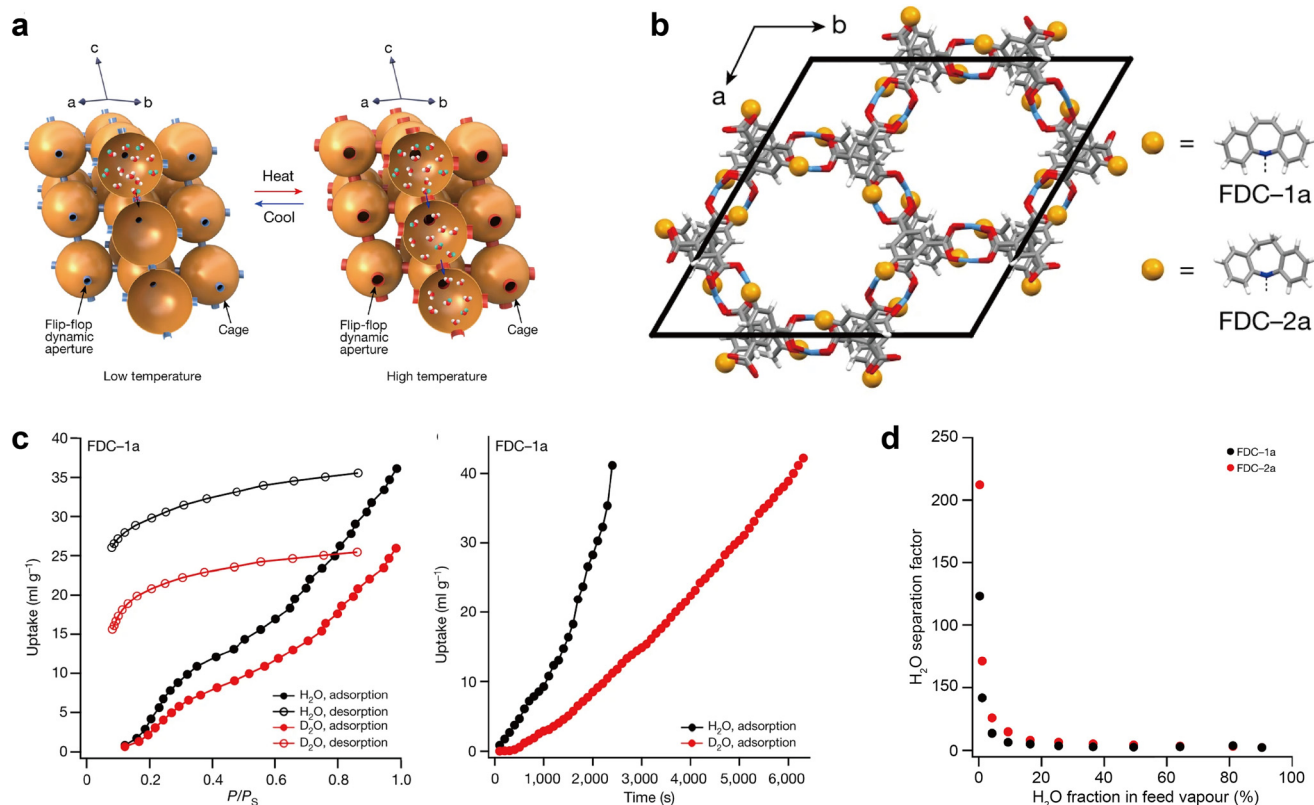 a
c
a
b
Heat
Cool
Flip-flop
dynamic
aperture
Cage
Low temperature
c
a
b
Flip-flop
dynamic
aperture
Cage
High temperature
b
b
a
=
FDC–1a
=
FDC–2a
c
FDC–1a
Uptake (ml g⁻¹)
40
35
30
25
20
15
10
5
0
H₂O, adsorption
H₂O, desorption
D₂O, adsorption
D₂O, desorption
0
0.2
0.4
0.6
0.8
1.0
P/Pₛ
FDC–1a
Uptake (ml g⁻¹)
40
30
20
10
0
H₂O, adsorption
D₂O, adsorption
0
1,000
2,000
3,000
4,000
5,000
6,000
Time (s)
d
H₂O separation factor
250
200
150
100
50
0
FDC–1a
FDC–2a
0
20
40
60
80
100
H₂O fraction in feed vapour (%)